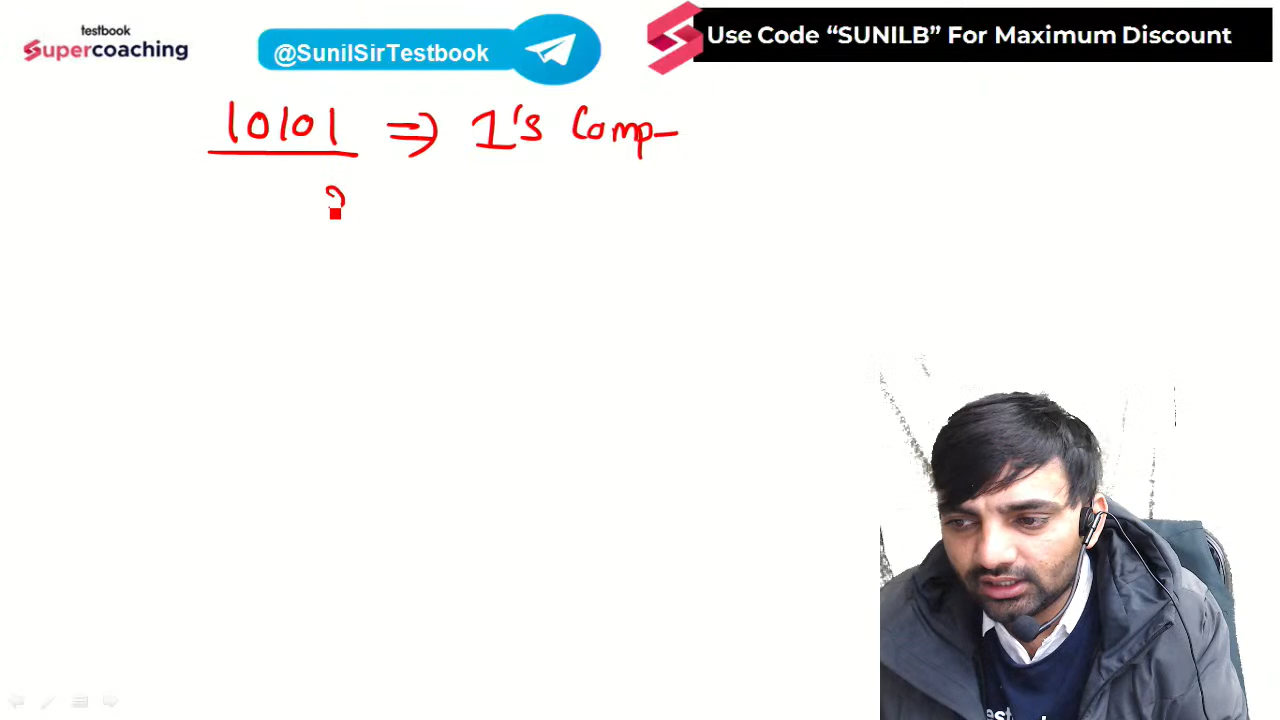 testbook
Supercoaching
@SunilSirTestbook
Use Code “SUNILB” For Maximum Discount
10101 ⇒ 1's Comp-